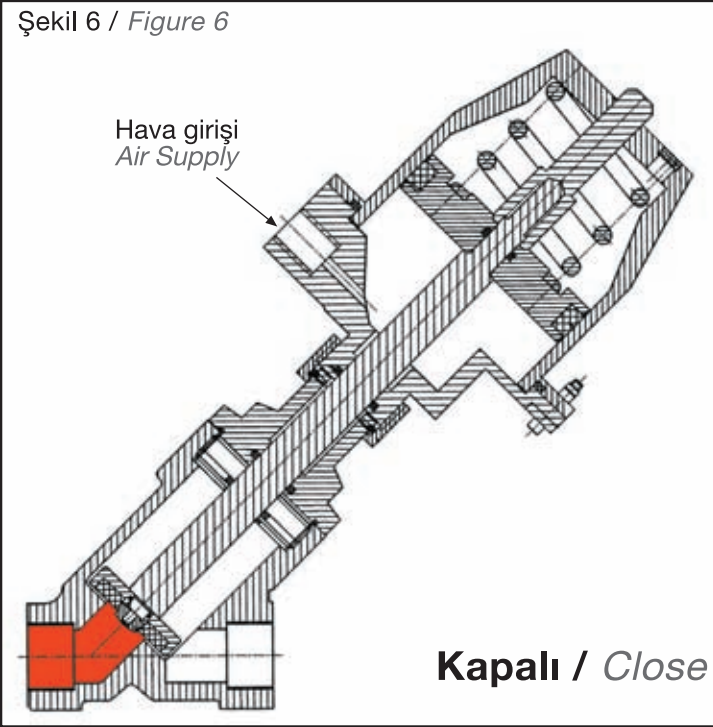 Şekil 6 / Figure 6
Hava girişi
Air Supply
Kapalı / Close